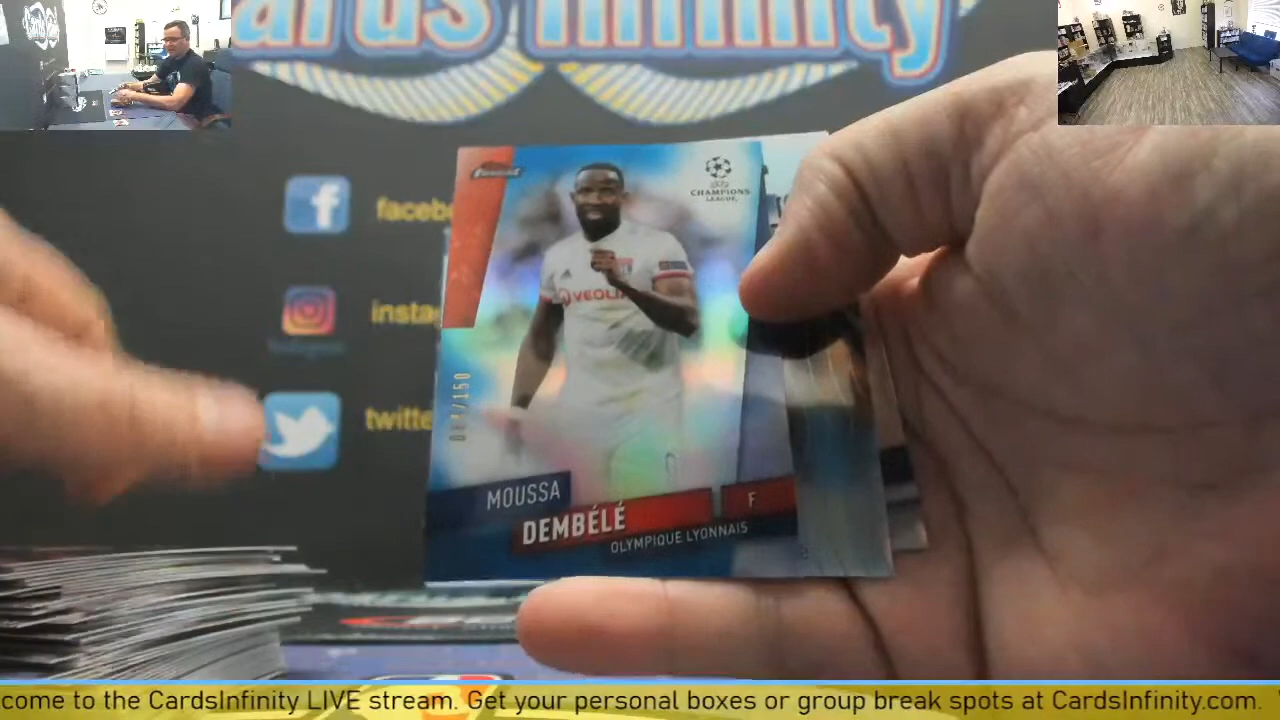 ards Infinity
faceb
insta
twitte
Finest
CHAMPIONS
LEAGUE
VEOLIA
/150
MOUSSA
DEMBÉLÉ
F
OLYMPIQUE LYONNAIS
come to the CardsInfinity LIVE stream. Get your personal boxes or group break spots at CardsInfinity.com.